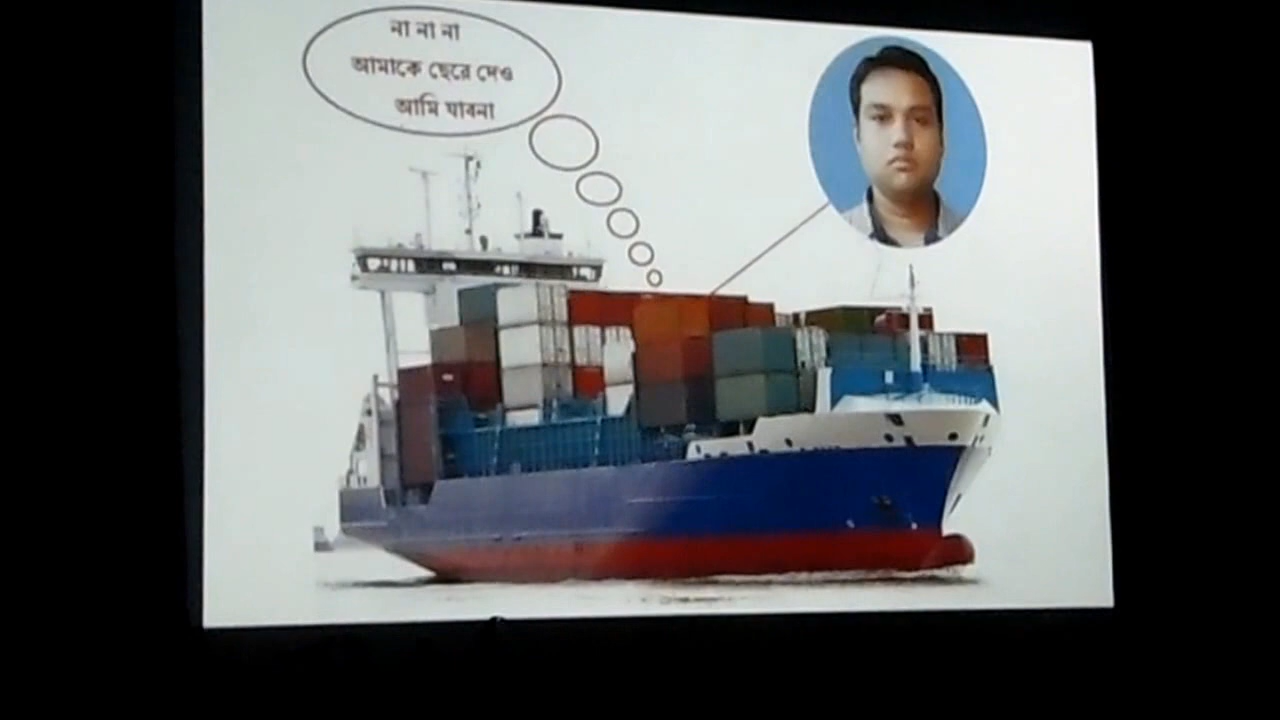 না না না
আমাকে ছেরে দেও
আমি যাবনা